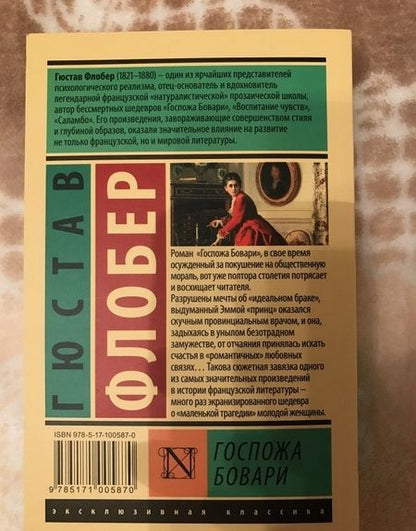 Гюстав Флобер (1821–1880) – один из ярчайших представителей
психологического реализма, отец-основатель и вдохновитель
легендарной французской «натуралистической» прозаической школы,
автор бессмертных шедевров «Госпожа Бовари», «Воспитание чувств»,
«Саламбо». Его произведения, завораживающие совершенством стиля
и глубиной образов, оказали значительное влияние на развитие
не только французской, но и мировой литературы.
ГЮСТАВ
ФЛОБЕР
Роман «Госпожа Бовари», в свое время
осужденный за покушение на общественную
мораль, вот уже полтора столетия потрясает
и восхищает читателя.
Разрушены мечты об «идеальном браке»,
выдуманный Эммой «принц» оказался
скучным провинциальным врачом, и она,
задыхаясь в унылом безотрадном
замужестве, от отчаяния принялась искать
счастья в «романтичных» любовных
связях... Такова сюжетная завязка одного
из самых значительных произведений
в истории французской литературы –
много раз экранизированного шедевра
о «маленькой трагедии» молодой женщины.
ISBN 978-5-17-100587-0
9 785171 005870
N
ГОСПОЖА
БОВАРИ
эксклюзивная классика